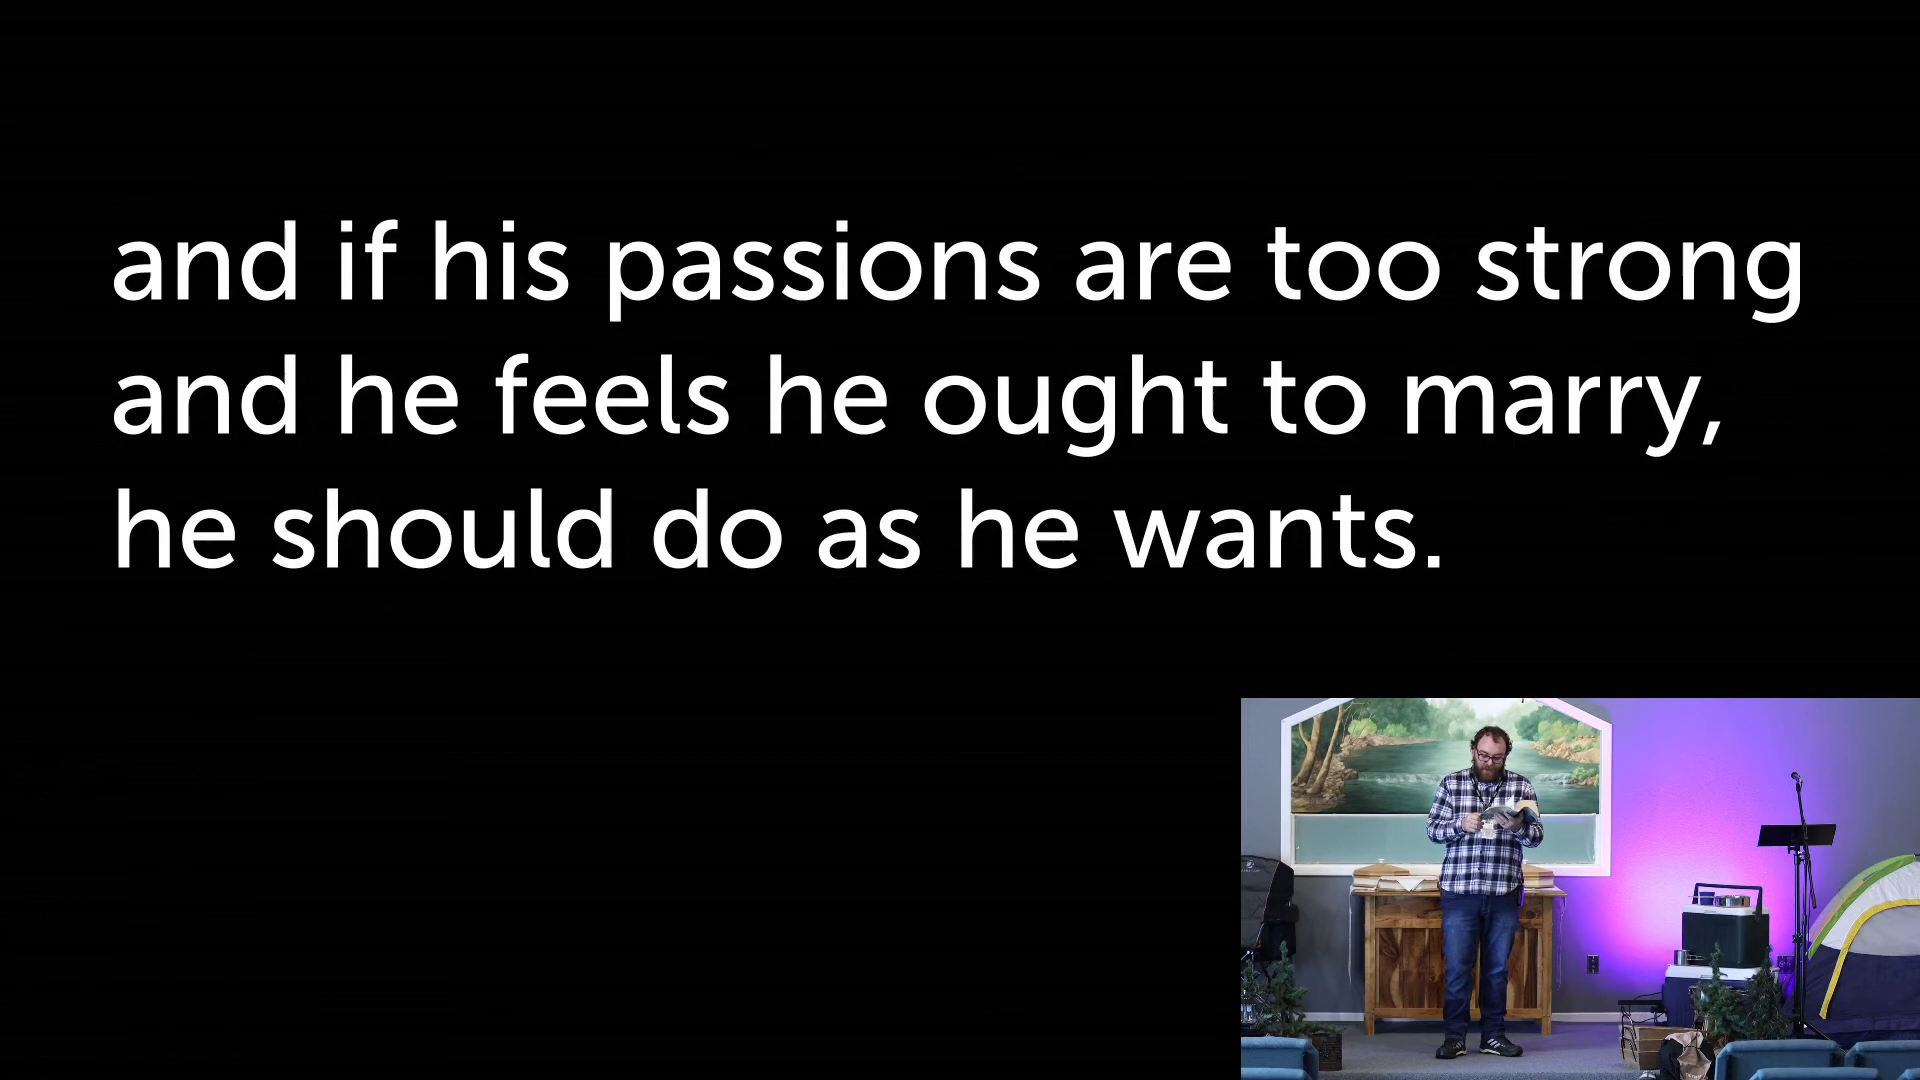 and if his passions are too strong
and he feels he ought to marry,
he should do as he wants.